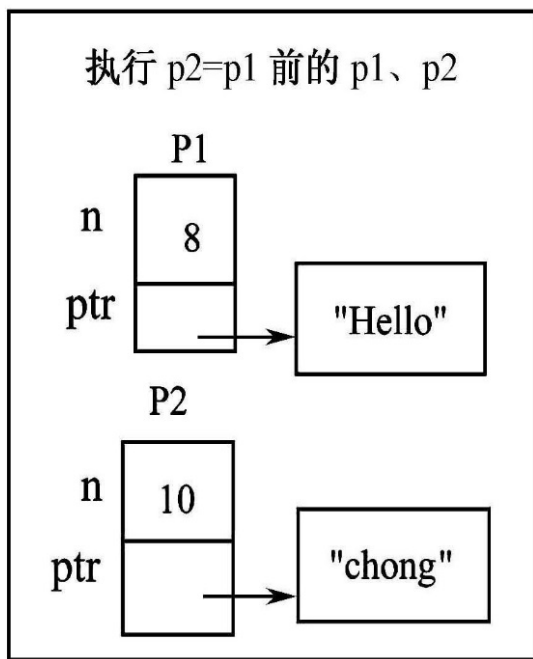 执行 p2=p1 前的 p1、p2
P1
n
8
ptr
"Hello"
P2
n
10
ptr
"chong"